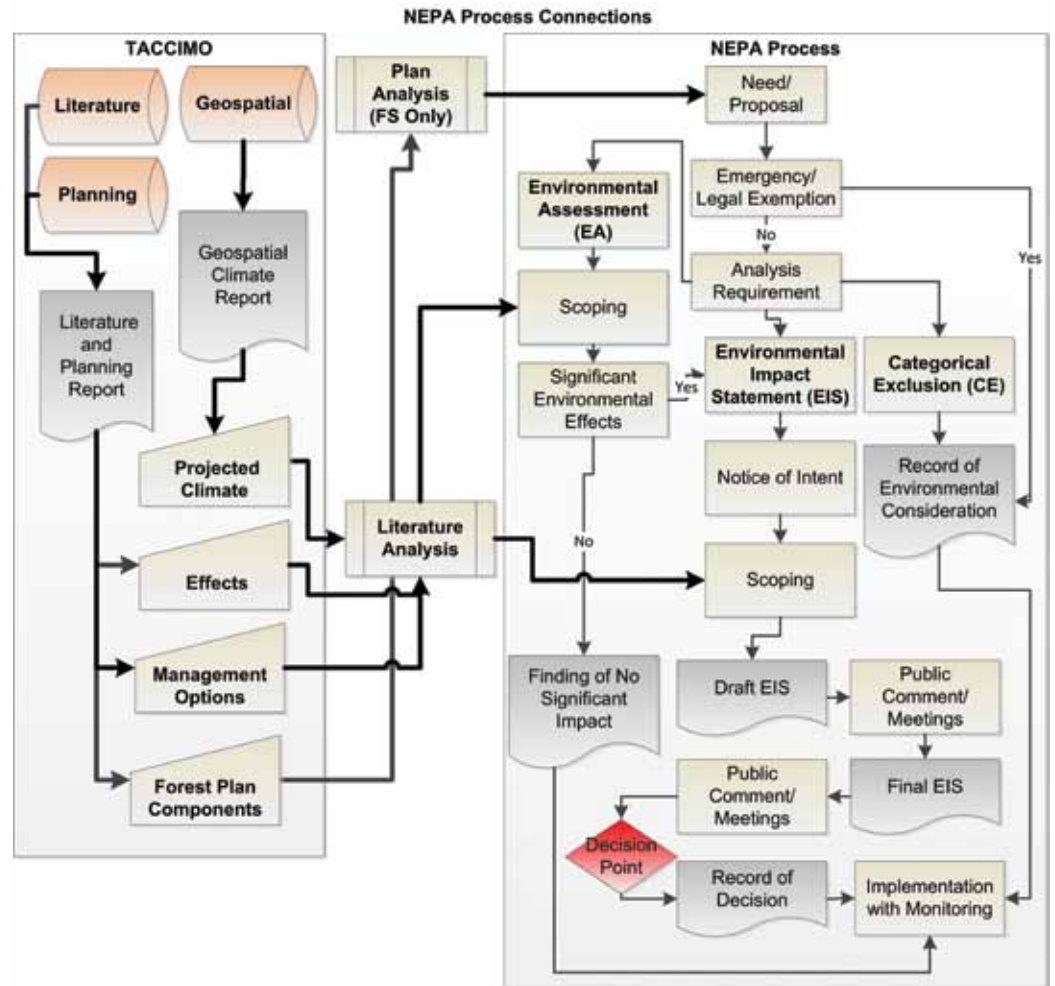 NEPA Process Connections
TACCIMO
Literature
Planning
Geospatial
Literature
and
Planning
Report
Geospatial
Climate
Report
Projected
Climate
Effects
Management
Options
Forest Plan
Components
Plan
Analysis
(FS Only)
Literature
Analysis
NEPA Process
Need/
Proposal
Emergency/
Legal Exemption
No
Yes
Analysis
Requirement
Environmental
Assessment
(EA)
Scoping
Significant
Environmental
Effects
Yes
No
Environmental
Impact
Statement (EIS)
Categorical
Exclusion (CE)
Notice of Intent
Record of
Environmental
Consideration
Scoping
Finding of No
Significant
Impact
Draft EIS
Public
Comment/
Meetings
Final EIS
Public
Comment/
Meetings
Decision
Point
Record of
Decision
Implementation
with Monitoring